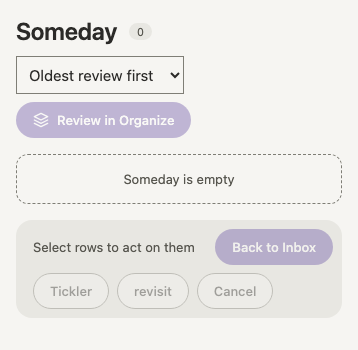 Someday 0
Oldest review first
Review in Organize
Someday is empty
Select rows to act on them Back to Inbox
Tickler revisit Cancel